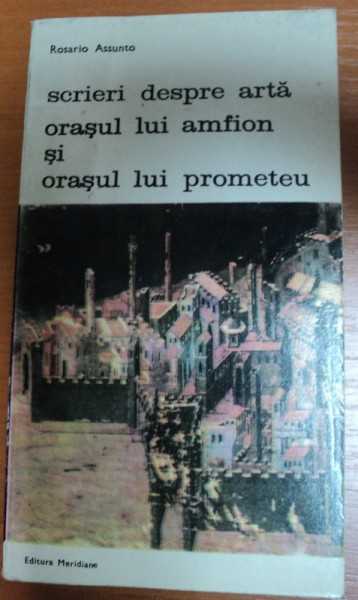 Rosario Assunto
scrieri despre artă
orașul lui amfion
și
orașul lui prometeu
Editura Meridiane